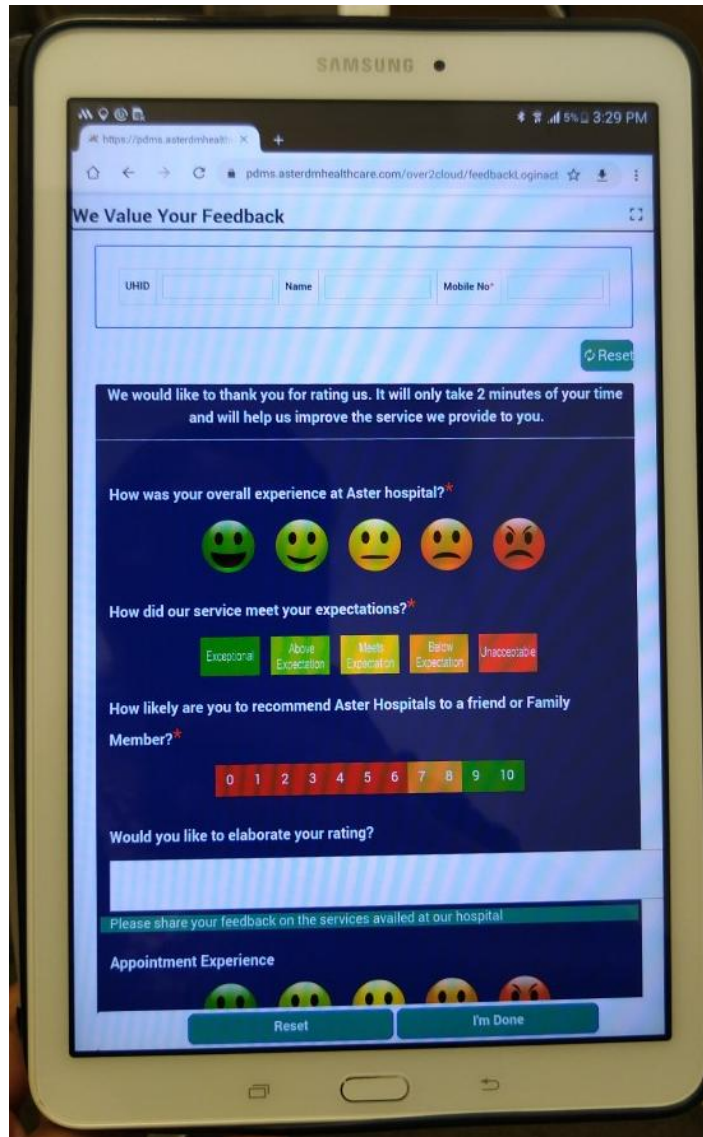 SAMSUNG
5% 3:29 PM
https://pdms.asterdmhealth
pdms.asterdmhealthcare.com/over2cloud/feedbackLoginact
We Value Your Feedback
UHID Name Mobile No*
Reset
We would like to thank you for rating us. It will only take 2 minutes of your time
and will help us improve the service we provide to you.
How was your overall experience at Aster hospital?*
How did our service meet your expectations?*
Exceptional Above Expectation Meets Expectation Below Expectation Unacceptable
How likely are you to recommend Aster Hospitals to a friend or Family
Member?*
0 1 2 3 4 5 6 7 8 9 10
Would you like to elaborate your rating?
Please share your feedback on the services availed at our hospital
Appointment Experience
Reset I'm Done